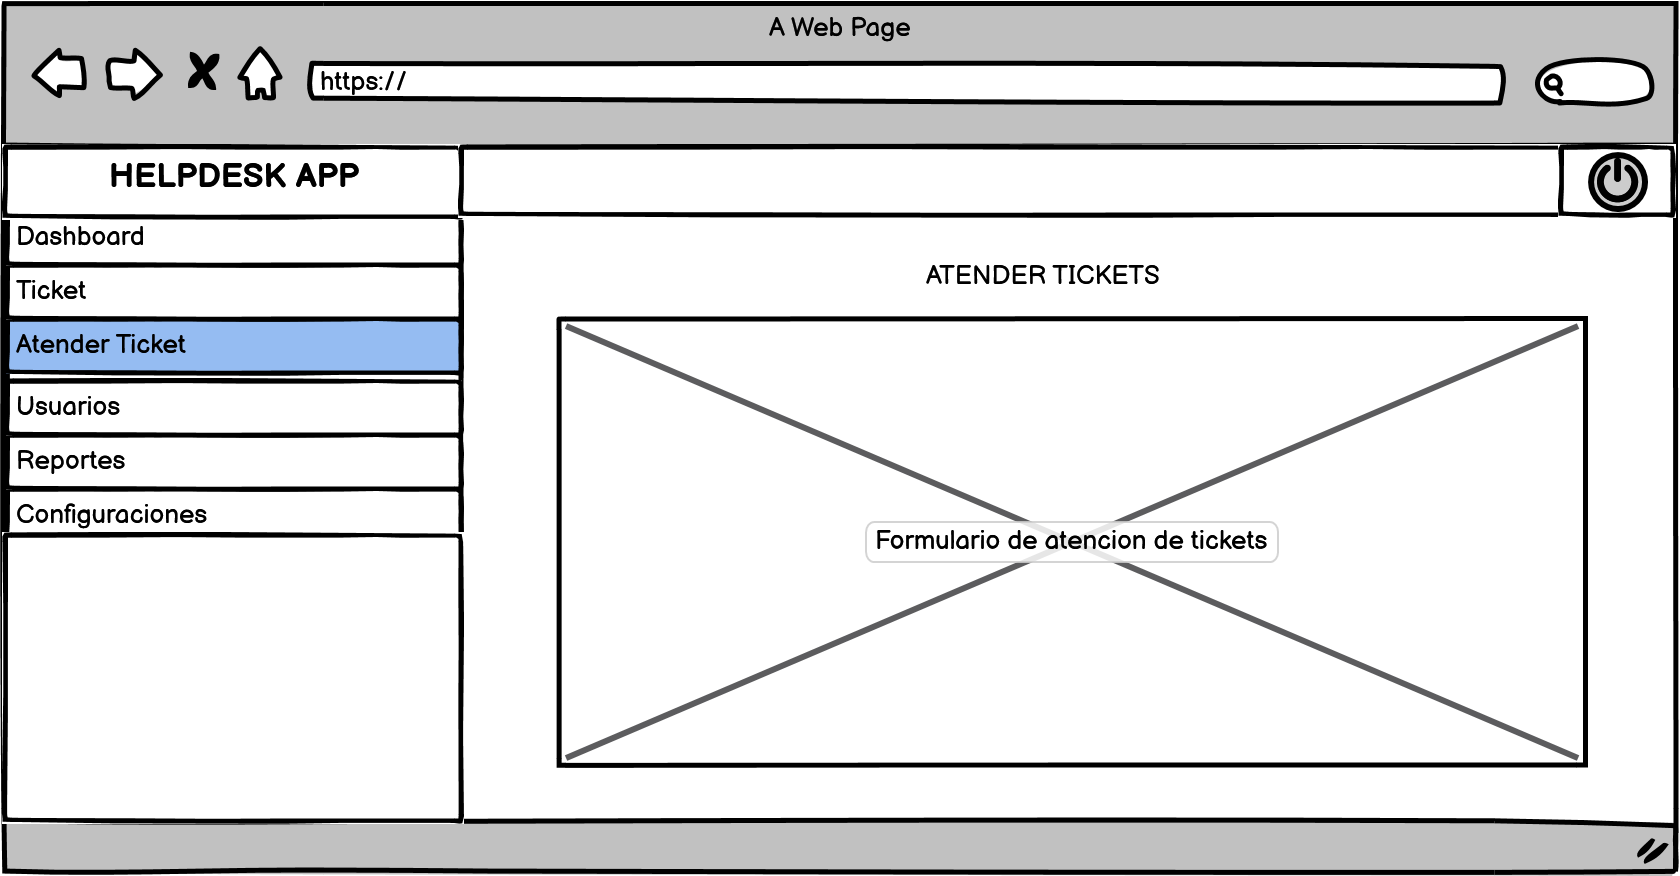 A Web Page
https://
HELPDESK APP
Dashboard
Ticket
Atender Ticket
Usuarios
Reportes
Configuraciones
ATENDER TICKETS
Formulario de atencion de tickets